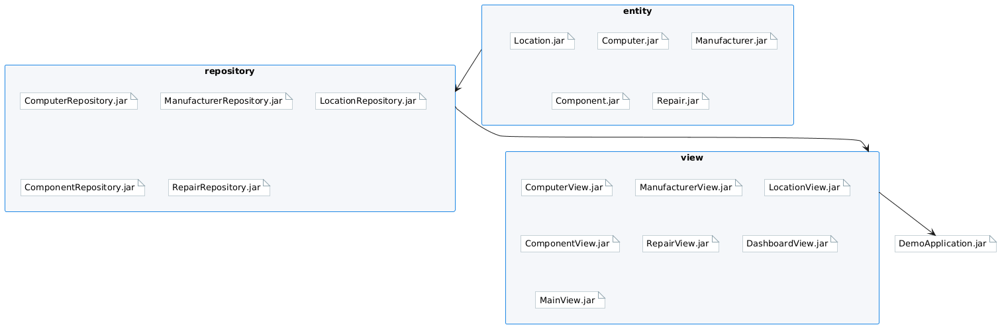 entity
Location.jar
Computer.jar
Manufacturer.jar
Component.jar
Repair.jar
repository
ComputerRepository.jar
ManufacturerRepository.jar
LocationRepository.jar
ComponentRepository.jar
RepairRepository.jar
view
ComputerView.jar
ManufacturerView.jar
LocationView.jar
ComponentView.jar
RepairView.jar
DashboardView.jar
MainView.jar
DemoApplication.jar